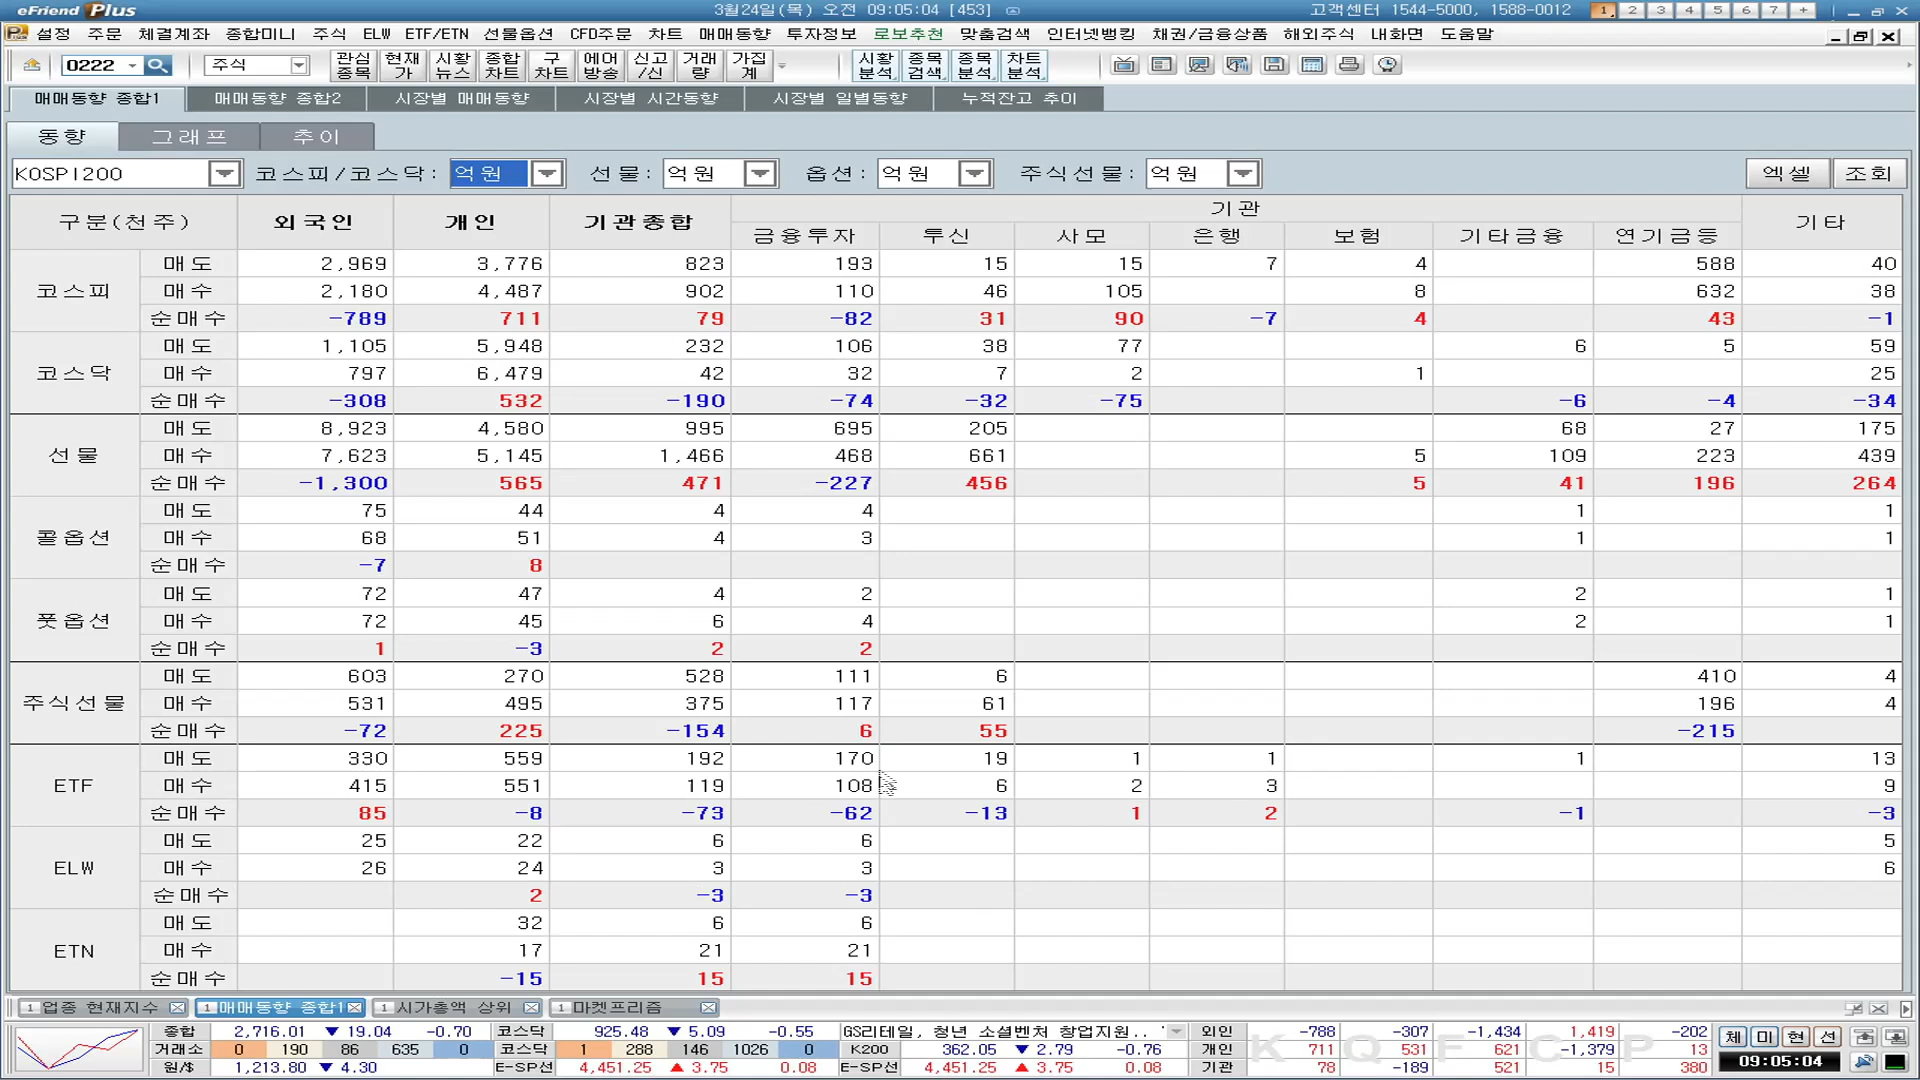 eFriend Plus 3월24일(목) 오전 09:05:04 [453] 고객센터 1544-5000, 1588-0012 1 2 3 4 5 6 7 +
설정 주문 체결계좌 종합미니 주식 ELW ETF/ETN 선물옵션 CFD주문 차트 매매동향 투자정보 로보추천 맞춤검색 인터넷뱅킹 채권/금융상품 해외주식 내화면 도움말
0222 주식 관심종목 현재가 시황뉴스 종합차트 구차트 에어방송 신고/신 거래량 가집계 시황분석 종목검색 종목분석 차트분석
매매동향 종합1 매매동향 종합2 시장별 매매동향 시장별 시간동향 시장별 일별동향 누적잔고 추이
동향 그래프 추이
KOSPI200 코스피/코스닥: 억원 선물: 억원 옵션: 억원 주식선물: 억원 엑셀 조회
구분(천주) 외국인 개인 기관종합 기관 기타
금융투자 투신 사모 은행 보험 기타금융 연기금등
코스피 매도 2,969 3,776 823 193 15 15 7 4 588 40
매수 2,180 4,487 902 110 46 105 8 632 38
순매수 -789 711 79 -82 31 90 -7 4 43 -1
코스닥 매도 1,105 5,948 232 106 38 77 6 5 59
매수 797 6,479 42 32 7 2 1 25
순매수 -308 532 -190 -74 -32 -75 -6 -4 -34
선물 매도 8,923 4,580 995 695 205 68 27 175
매수 7,623 5,145 1,466 468 661 5 109 223 439
순매수 -1,300 565 471 -227 456 5 41 196 264
콜옵션 매도 75 44 4 4 1 1
매수 68 51 4 3 1 1
순매수 -7 8
풋옵션 매도 72 47 4 2 2 1
매수 72 45 6 4 2 1
순매수 1 -3 2 2
주식선물 매도 603 270 528 111 6 410 4
매수 531 495 375 117 61 196 4
순매수 -72 225 -154 6 55 -215
ETF 매도 330 559 192 170 19 1 1 1 13
매수 415 551 119 108 6 2 3 9
순매수 85 -8 -73 -62 -13 1 2 -1 -3
ELW 매도 25 22 6 6 5
매수 26 24 3 3 6
순매수 2 -3 -3
ETN 매도 32 6 6
매수 17 21 21
순매수 -15 15 15
1 업종 현재지수 1 매매동향 종합1 1 시가총액 상위 1 마켓프리즘
종합 2,716.01 ▼ 19.04 -0.70 코스닥 925.48 ▼ 5.09 -0.55 GS리테일, 청년 소셜벤처 창업지원.. 외인 -788 -307 -1,434 1,419 -202 체 미 현 선
거래소 0 190 86 635 0 코스닥 1 288 146 1026 0 K200 362.05 ▼ 2.79 -0.76 개인 711 531 621 -1,379 13 K Q F C P
원/$ 1,213.80 ▼ 4.30 E-SP선 4,451.25 ▲ 3.75 0.08 E-SP선 4,451.25 ▲ 3.75 0.08 기관 78 -189 521 15 380 09:05:04